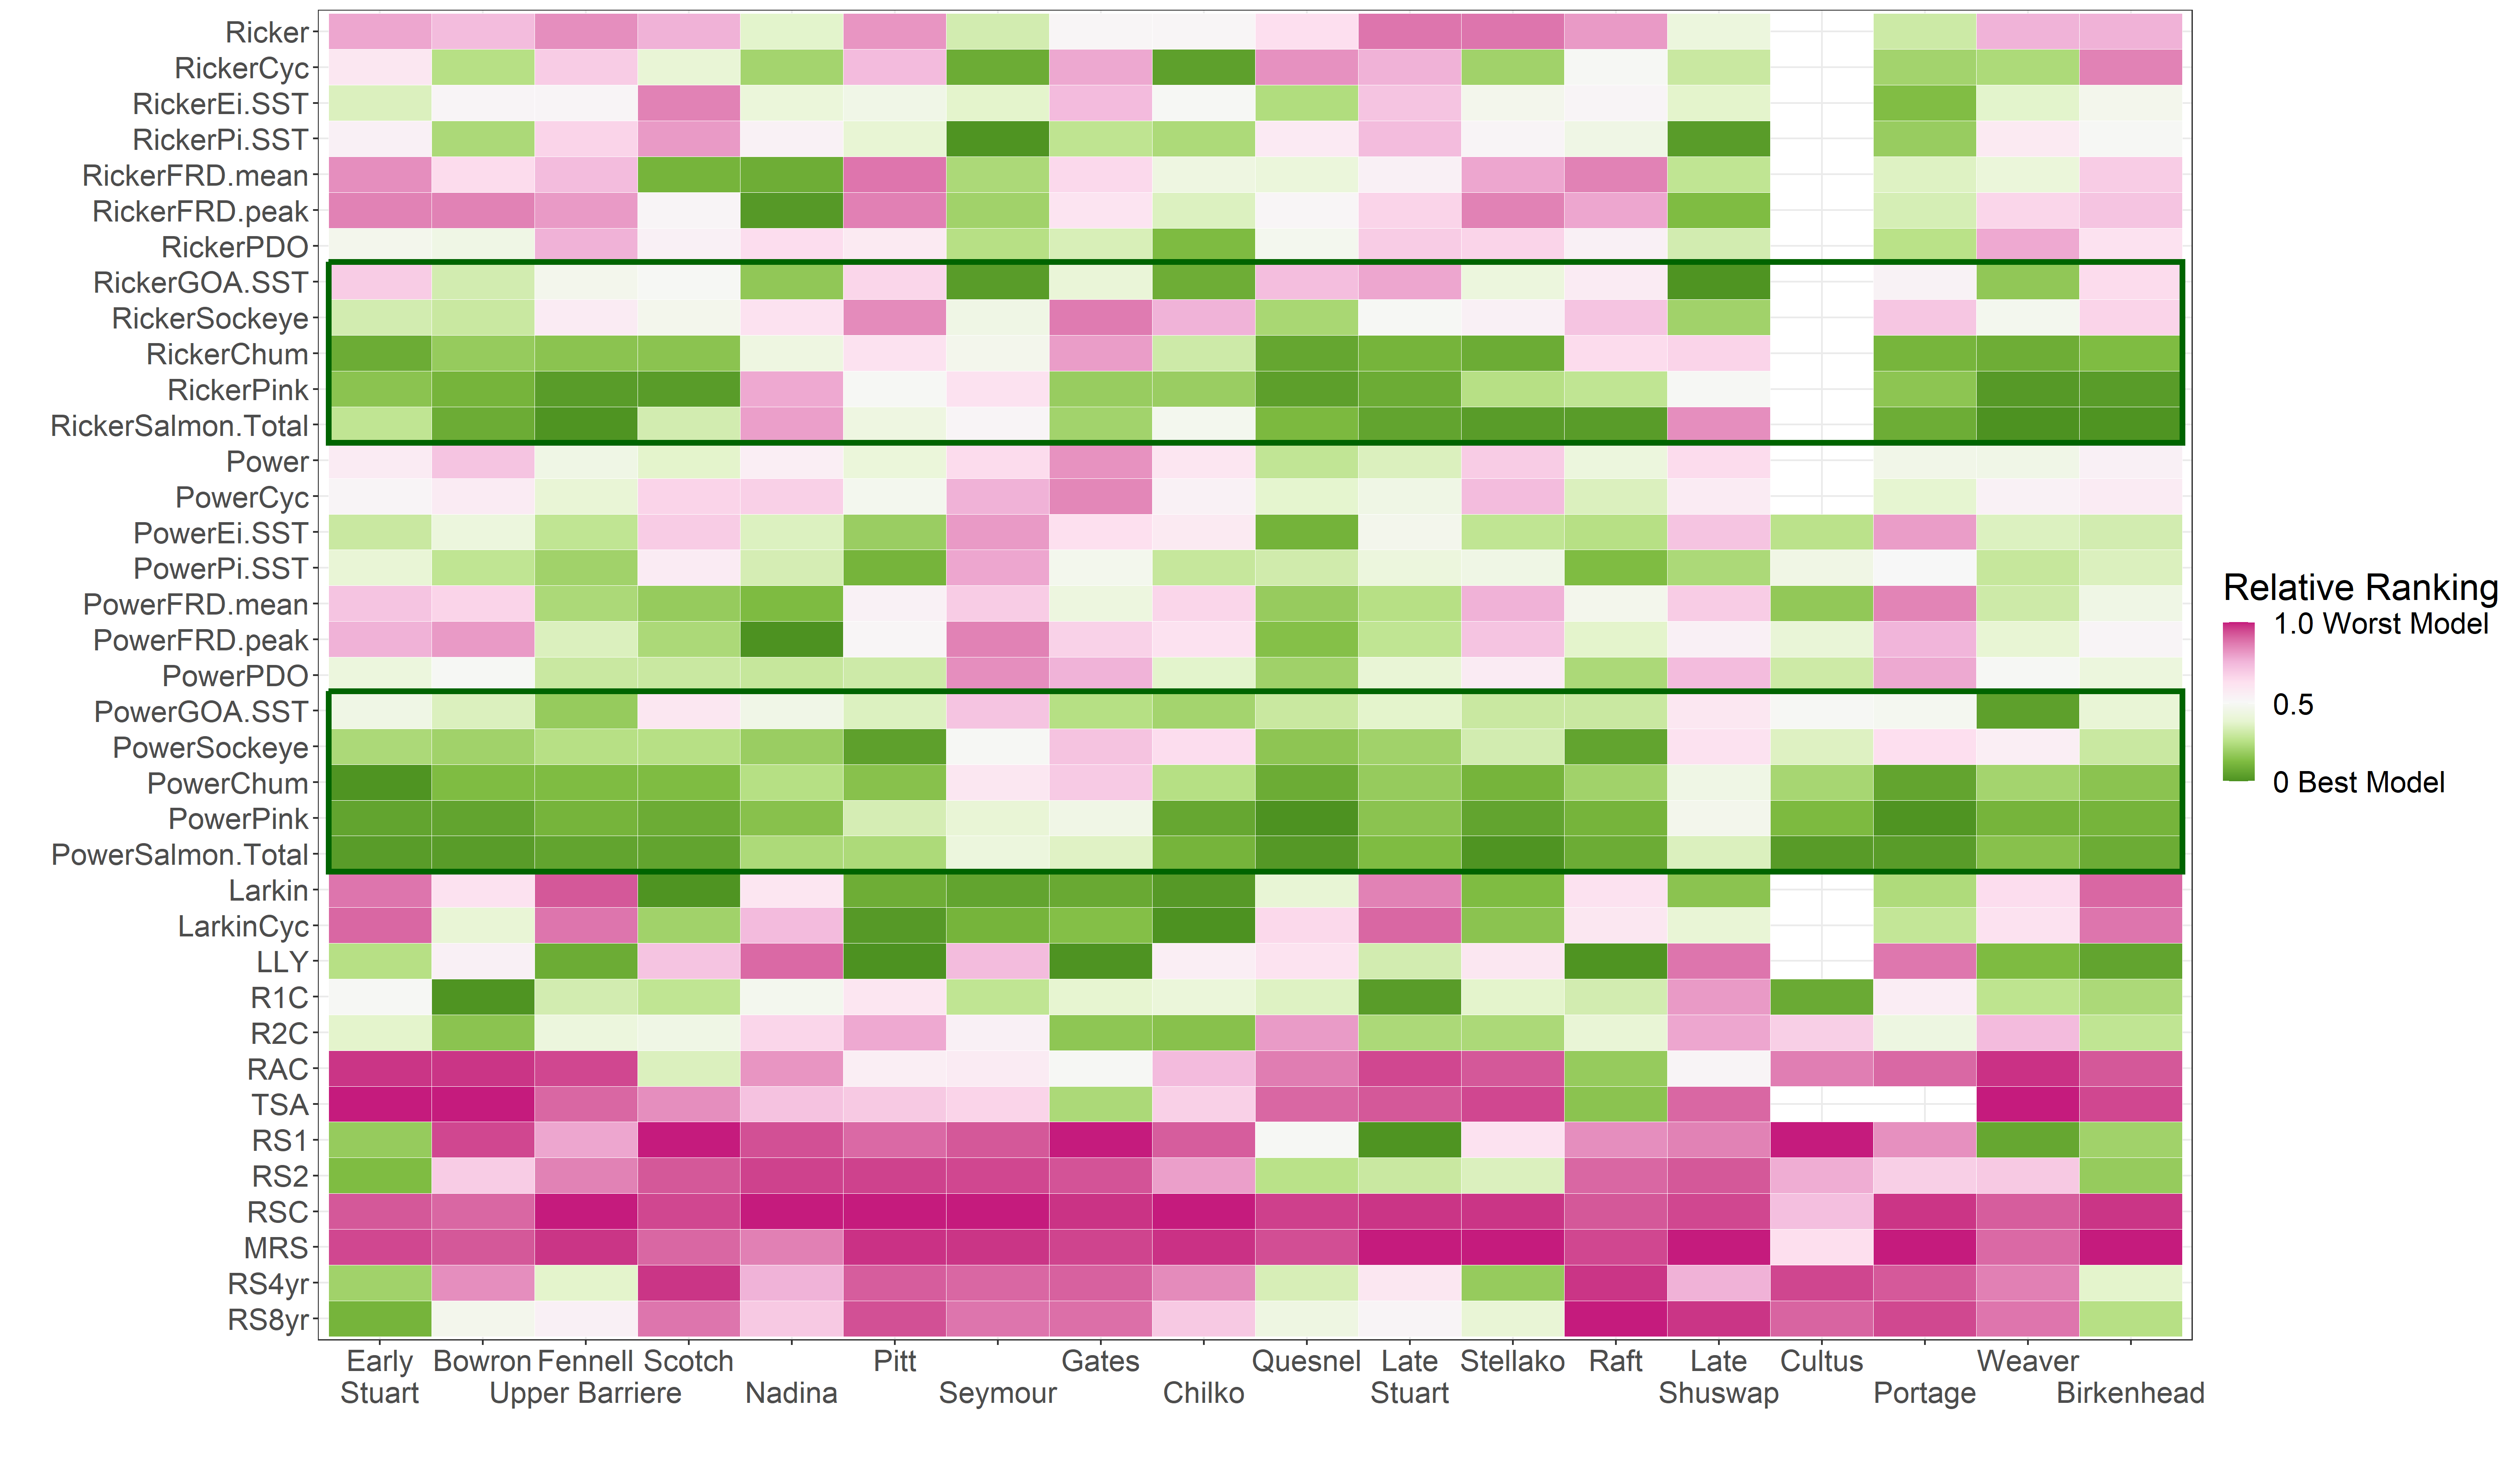 Ricker
RickerCyc
RickerEi.SST
RickerPi.SST
RickerFRD.mean
RickerFRD.peak
RickerPDO
RickerGOA.SST
RickerSockeye
RickerChum
RickerPink
RickerSalmon.Total
Power
PowerCyc
PowerEi.SST
PowerPi.SST
PowerFRD.mean
PowerFRD.peak
PowerPDO
PowerGOA.SST
PowerSockeye
PowerChum
PowerPink
PowerSalmon.Total
Larkin
LarkinCyc
LLY
R1C
R2C
RAC
TSA
RS1
RS2
RSC
MRS
RS4yr
RS8yr
Early Bowron Fennell Scotch Pitt Gates Quesnel Late Stellako Raft Late Cultus Weaver
Stuart Upper Barriere Nadina Seymour Chilko Stuart Shuswap Portage Birkenhead
Relative Ranking
1.0 Worst Model
0.5
0 Best Model